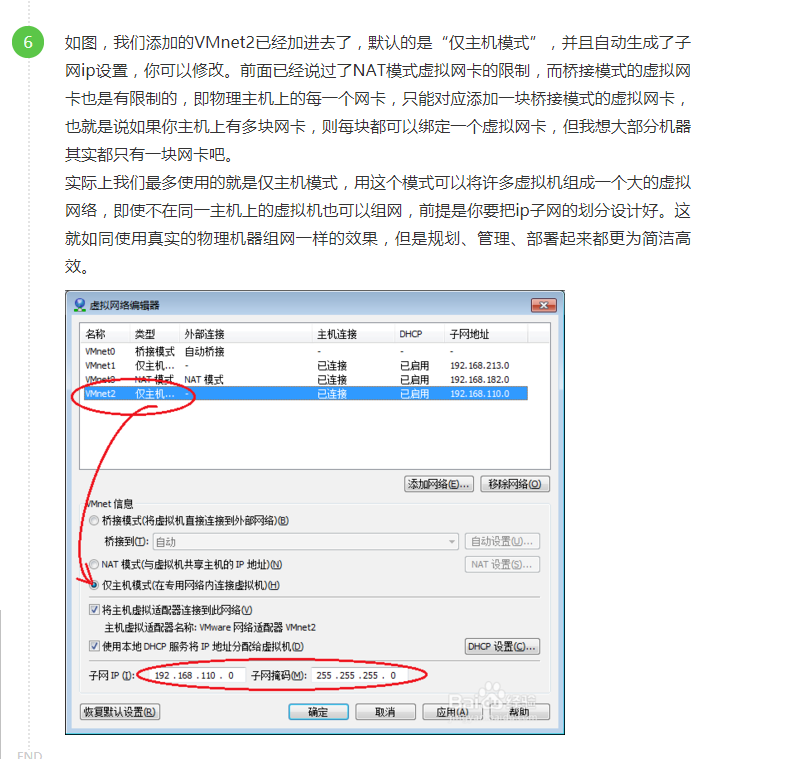 6
如图，我们添加的VMnet2已经加进去了，默认的是“仅主机模式”，并且自动生成了子
网ip设置，你可以修改。前面已经说过了NAT模式虚拟网卡的限制，而桥接模式的虚拟网
卡也是有限制的，即物理主机上的每一个网卡，只能对应添加一块桥接模式的虚拟网卡，
也就是说如果你主机上有多块网卡，则每块都可以绑定一个虚拟网卡，但我想大部分机器
其实都只有一块网卡吧。
实际上我们最多使用的就是仅主机模式，用这个模式可以将许多虚拟机组成一个大的虚拟
网络，即使不在同一主机上的虚拟机也可以组网，前提是你要把ip子网的划分设计好。这
就如同使用真实的物理机器组网一样的效果，但是规划、管理、部署起来都更为简洁高
效。
虚拟网络编辑器
名称 类型 外部连接 主机连接 DHCP 子网地址
VMnet0 桥接模式 自动桥接 - - -
VMnet1 仅主机... - 已连接 已启用 192.168.213.0
NAT 模式 NAT 模式 已连接 已启用 192.168.182.0
VMnet2 仅主机... - 已连接 已启用 192.168.110.0
添加网络(E)... 移除网络(O)
VMnet 信息
桥接模式(将虚拟机直接连接到外部网络)(B)
桥接到(T): 自动 自动设置(U)...
NAT 模式(与虚拟机共享主机的 IP 地址)(N) NAT 设置(S)...
仅主机模式(在专用网络内连接虚拟机)(H)
将主机虚拟适配器连接到此网络(V)
主机虚拟适配器名称: VMware 网络适配器 VMnet2
使用本地 DHCP 服务将 IP 地址分配给虚拟机(D) DHCP 设置(C)...
子网 IP (I): 192 . 168 . 110 . 0 子网掩码(M): 255 . 255 . 255 . 0
Baidu经验
恢复默认设置(R) 确定 取消 应用(A) 帮助
END